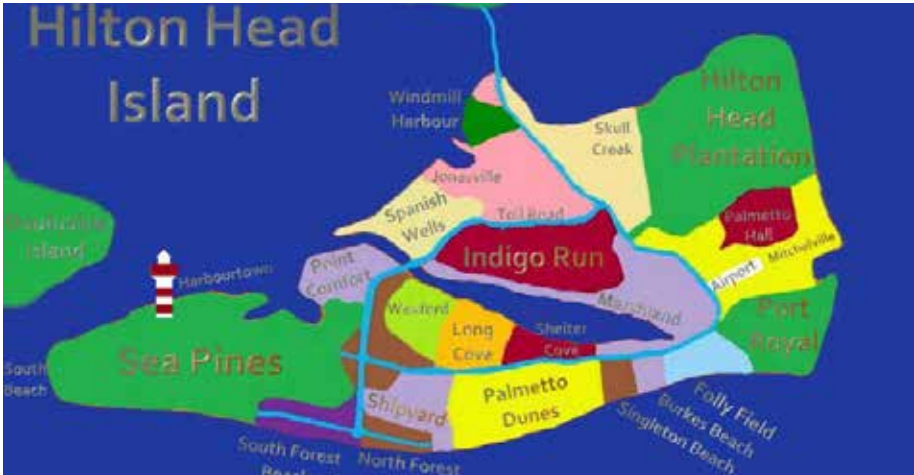 Hilton Head
Island
Windmill
Harbour
Skull
Creek
Hilton
Head
Plantation
Jonesville
Spanish
Wells
Toll Road
Palmetto
Hall
Mitchelville
Airport
Island
Harbourtown
Print
Comfort
Indigo Run
Marshland
Port
Royal
Wexford
Long
Cove
Shelter
Cove
Sea Pines
South
Beach
Shipyard
Palmetto
Dunes
Folly Field
Burkes Beach
Singleton Beach
South Forest
North Forest